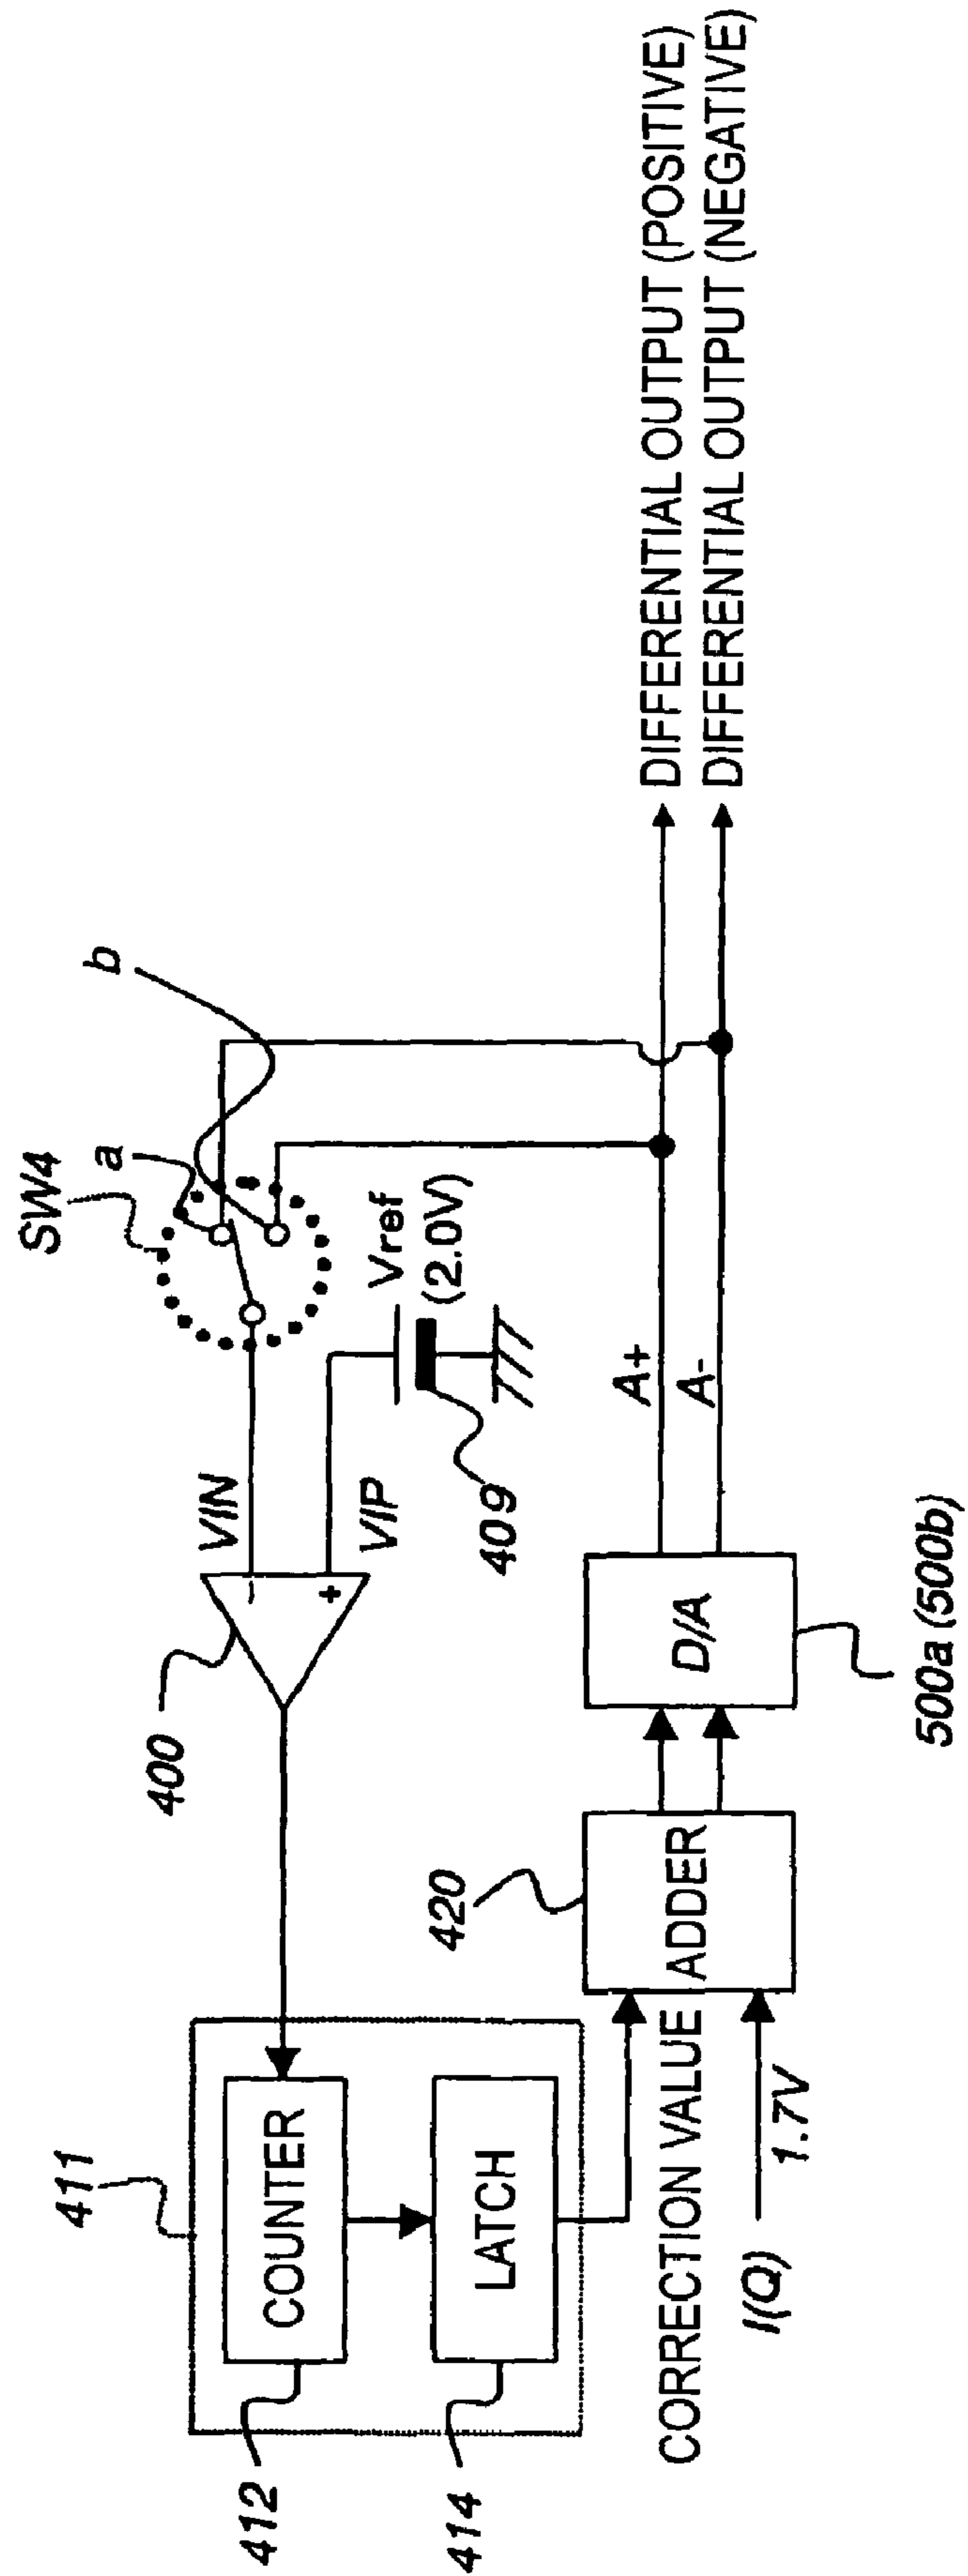 411
412
COUNTER
414
LATCH
400
VIN
-
+
VIP
SW4
a
b
Vref
(2.0V)
409
CORRECTION VALUE
I(Q)
1.7V
420
ADDER
D/A
500a (500b)
A+
A-
DIFFERENTIAL OUTPUT (POSITIVE)
DIFFERENTIAL OUTPUT (NEGATIVE)